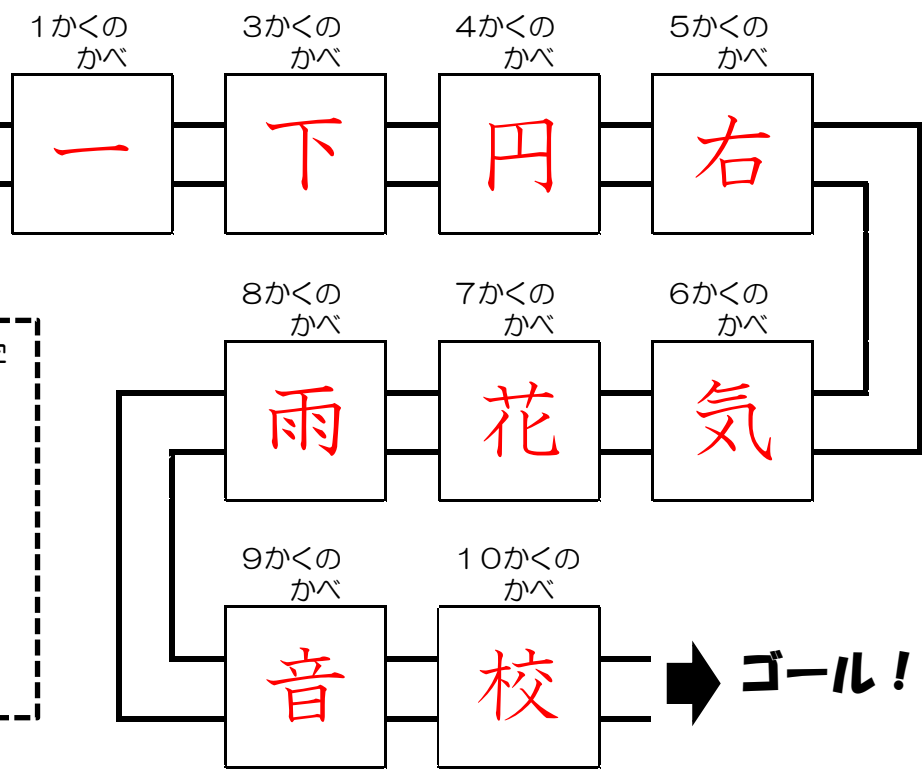 １かくの
かべ
３かくの
かべ
４かくの
かべ
５かくの
かべ
一
下
円
右
８かくの
かべ
７かくの
かべ
６かくの
かべ
雨
花
気
９かくの
かべ
１０かくの
かべ
音
校
ゴール！